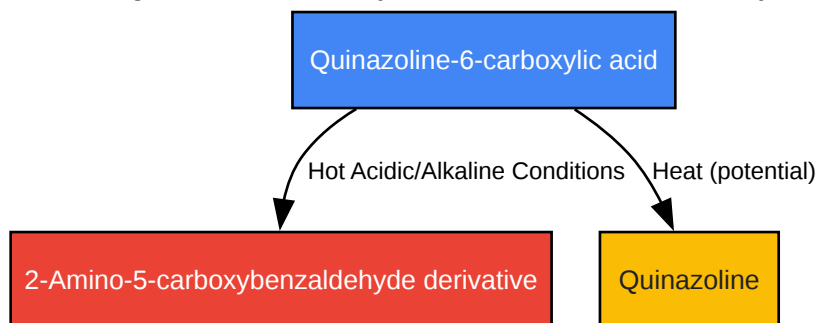 Quinazoline-6-carboxylic acid
Hot Acidic/Alkaline Conditions
Heat (potential)
2-Amino-5-carboxybenzaldehyde derivative
Quinazoline